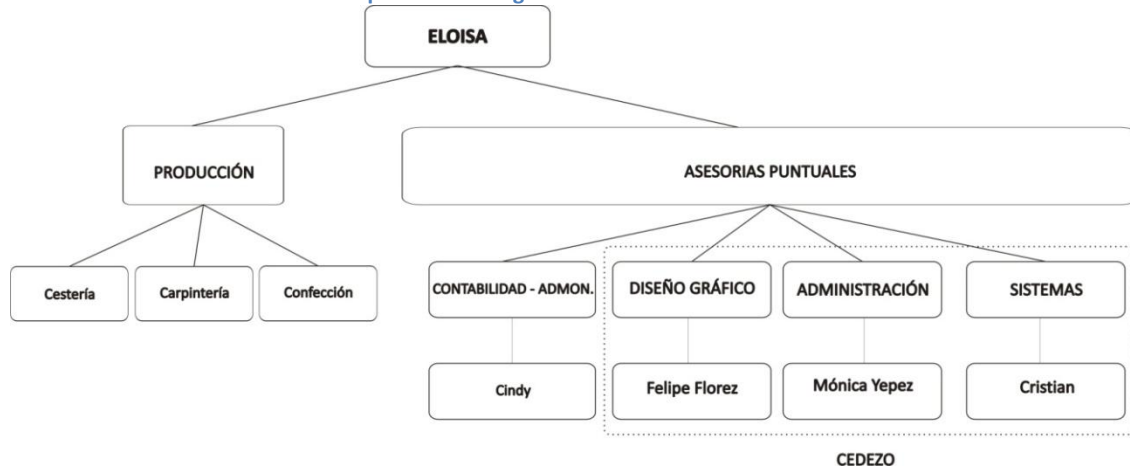 ELOISA
PRODUCCIÓN
ASESORIAS PUNTUALES
Cestería
Carpintería
Confección
CONTABILIDAD - ADMON.
DISEÑO GRÁFICO
ADMINISTRACIÓN
SISTEMAS
Cindy
Felipe Florez
Mónica Yepez
Cristian
CEDEZO